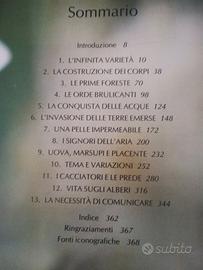 Sommario
Introduzione 8
1. L'INFINITA VARIETÀ 10
2. LA COSTRUZIONE DEI CORPI 38
3. LE PRIME FORESTE 70
4. LE ORDE BRULICANTI 98
5. LA CONQUISTA DELLE ACQUE 124
6. L'INVASIONE DELLE TERRE EMERSE 148
7. UNA PELLE IMPERMEABILE 172
8. I SIGNORI DELL'ARIA 200
9. UOVA, MARSUPI E PLACENTE 232
10. TEMA E VARIAZIONI 252
11. I CACCIATORI E LE PREDE 280
12. VITA SUGLI ALBERI 316
13. LA NECESSITÀ DI COMUNICARE 344
Indice 362
Ringraziamenti 367
Fonti iconografiche 368
subito